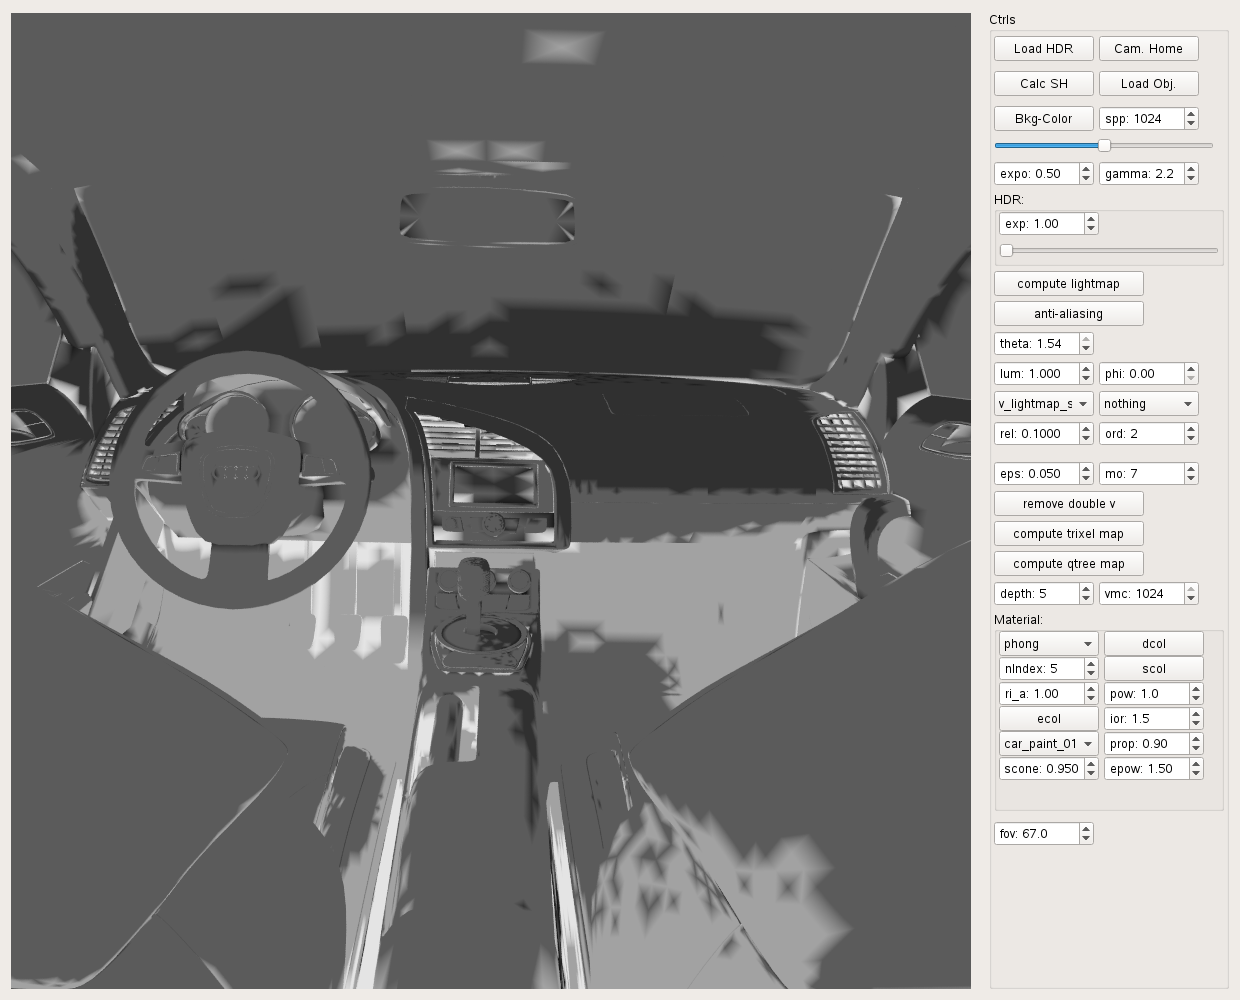 Ctrls
Load HDR Cam. Home
Calc SH Load Obj.
Bkg-Color spp: 1024
expo: 0.50 gamma: 2.2
HDR:
exp: 1.00
compute lightmap
anti-aliasing
theta: 1.54
lum: 1.000 phi: 0.00
v_lightmap_s nothing
rel: 0.1000 ord: 2
eps: 0.050 mo: 7
remove double v
compute trixel map
compute qtree map
depth: 5 vmc: 1024
Material:
phong dcol
nIndex: 5 scol
ri_a: 1.00 pow: 1.0
ecol ior: 1.5
car_paint_01 prop: 0.90
scone: 0.950 epow: 1.50
fov: 67.0